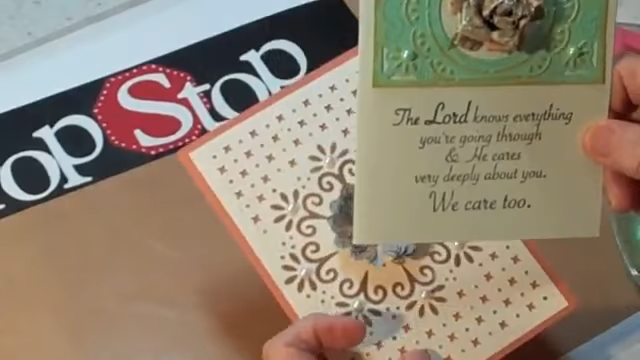 op Stop
The Lord knows everything
you're going through
& He cares
very deeply about you.
We care too.